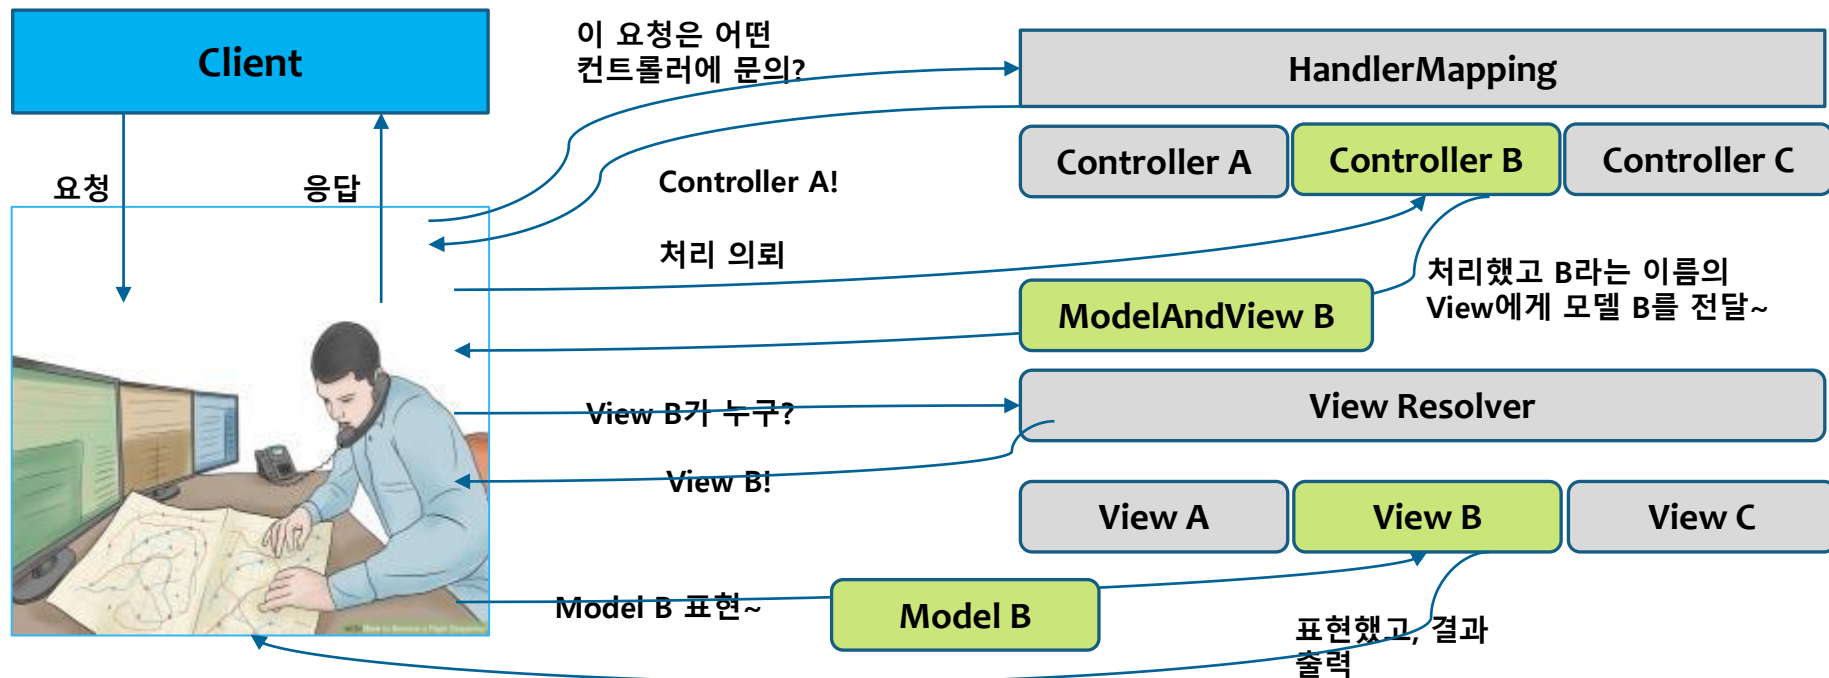 Client
이 요청은 어떤
컨트롤러에 문의?
HandlerMapping
Controller A
Controller B
Controller C
요청
응답
Controller A!
처리 의뢰
처리했고 B라는 이름의
View에게 모델 B를 전달~
ModelAndView B
View B가 누구?
View Resolver
View B!
View A
View B
View C
Model B 표현~
Model B
표현했고, 결과
출력